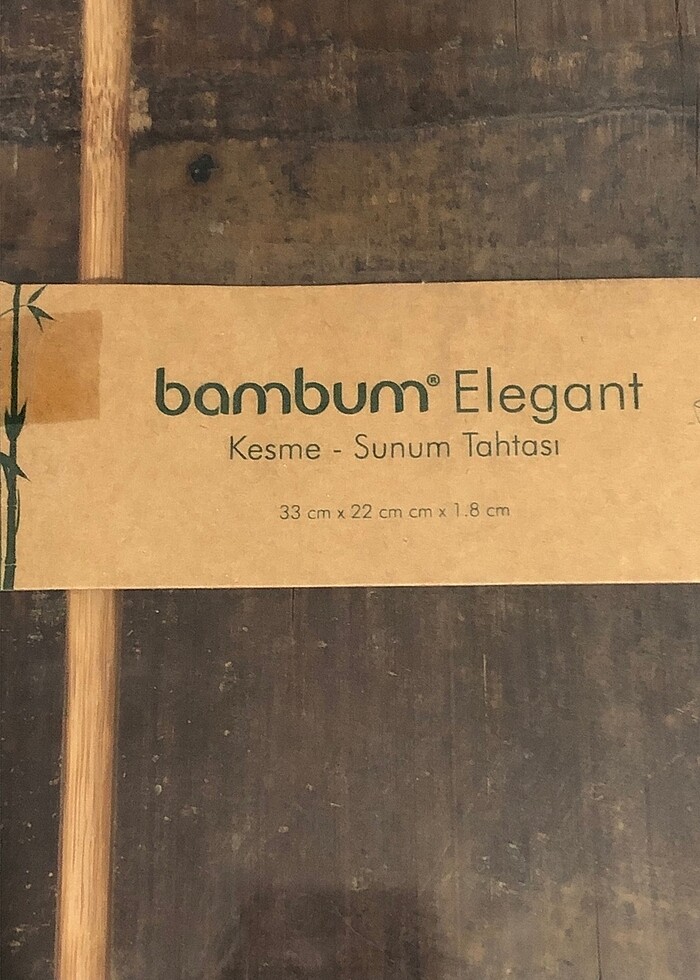 bambum® Elegant
Kesme - Sunum Tahtası
33 cm x 22 cm cm x 1.8 cm